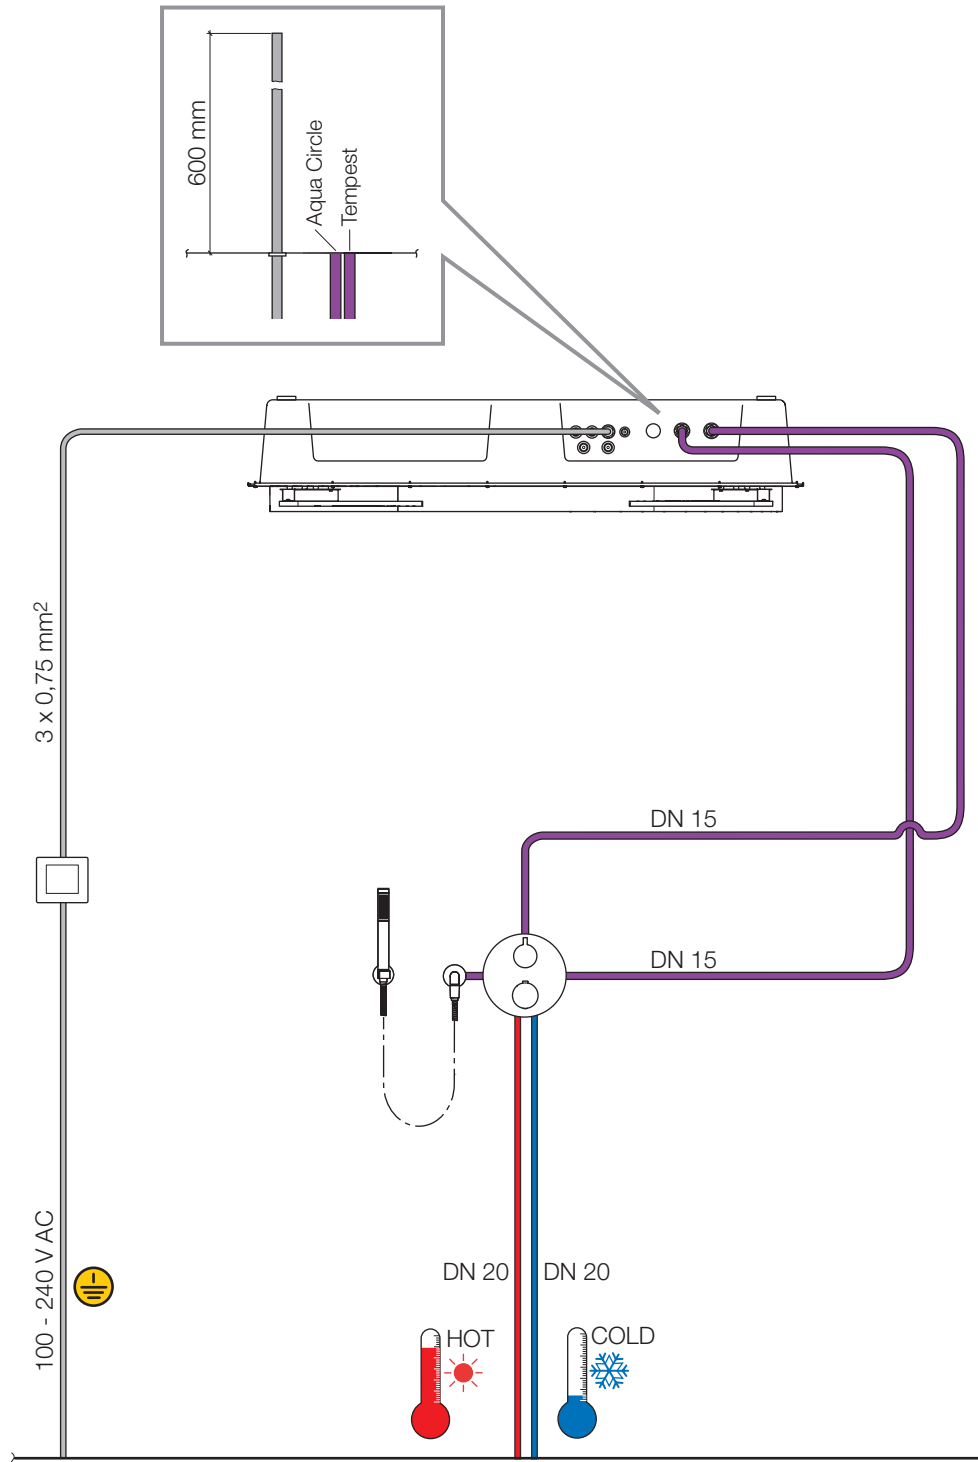 600 mm
Aqua Circle
Tempest
3 x 0,75 mm²
DN 15
DN 15
100 - 240 V AC
DN 20
DN 20
HOT
COLD